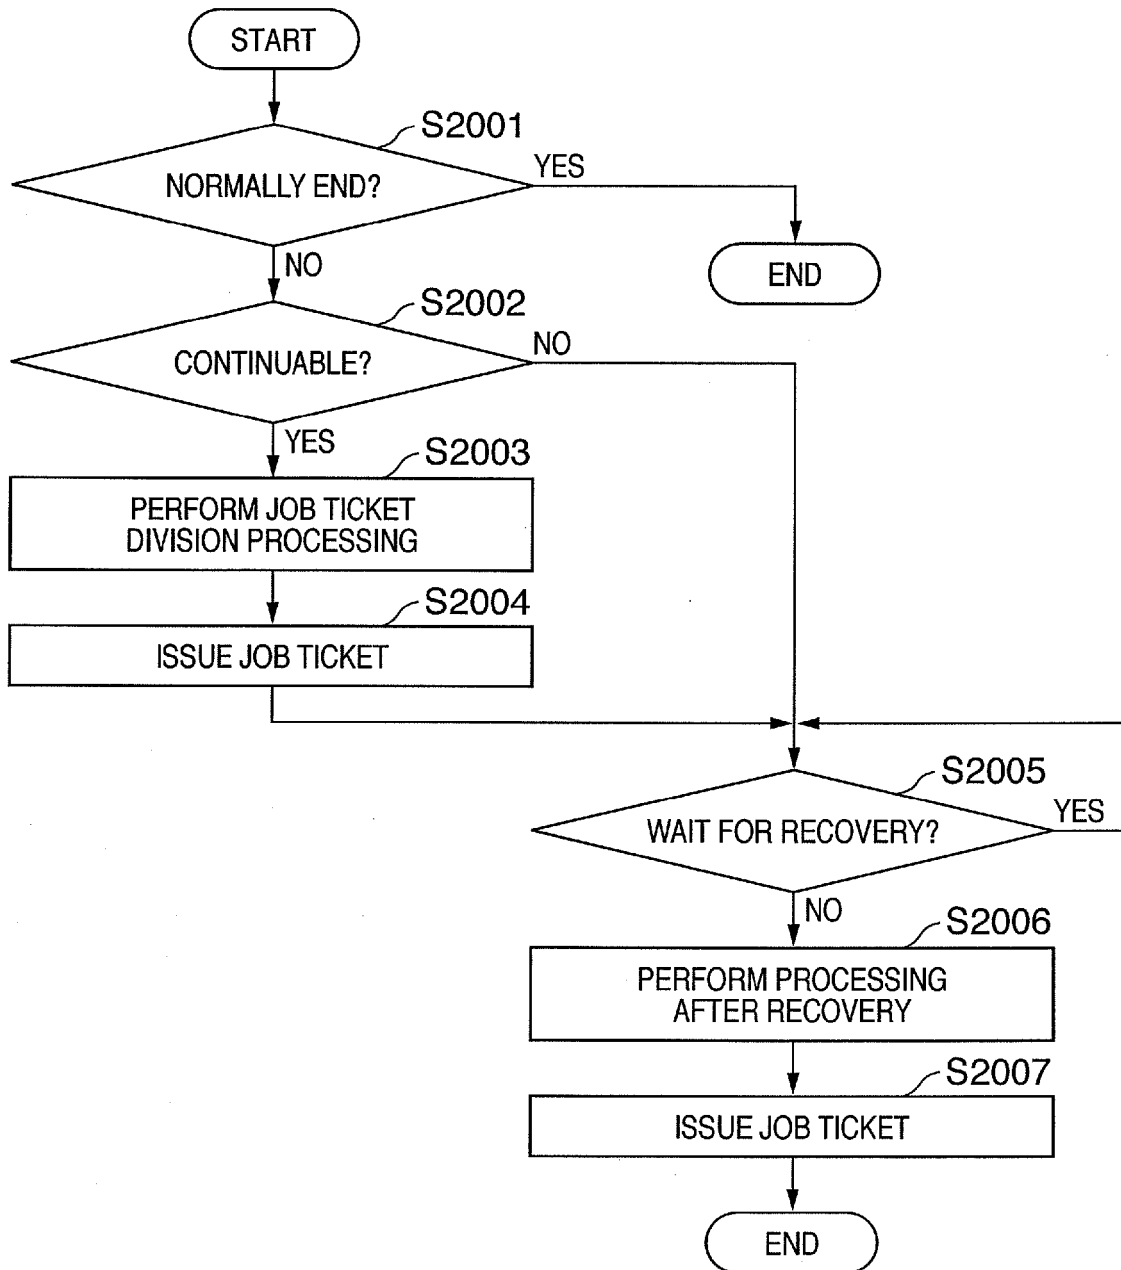 START
S2001
NORMALLY END?
YES
END
NO
S2002
CONTINUABLE?
NO
YES
S2003
PERFORM JOB TICKET
DIVISION PROCESSING
S2004
ISSUE JOB TICKET
S2005
WAIT FOR RECOVERY?
YES
NO
S2006
PERFORM PROCESSING
AFTER RECOVERY
S2007
ISSUE JOB TICKET
END